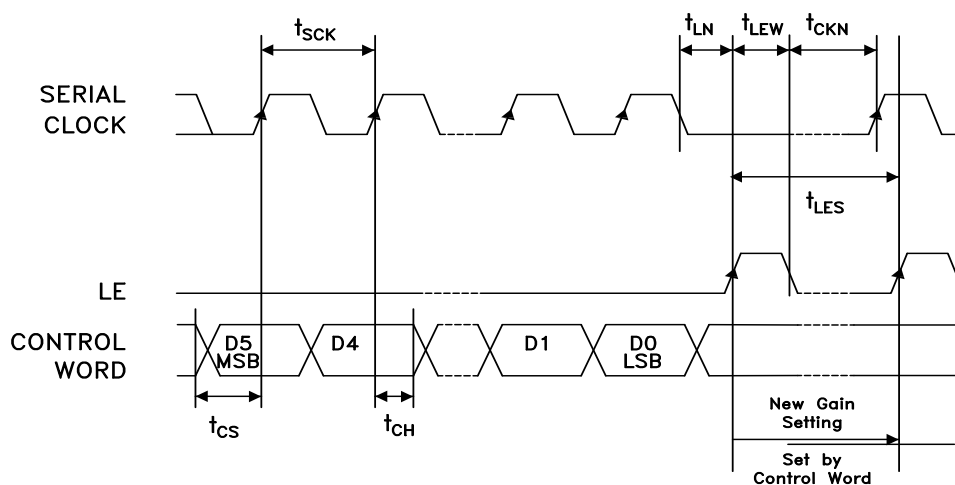 tLN tLEW tCKN
tSCK
SERIAL
CLOCK
tLES
LE
CONTROL
WORD
D5
MSB
D4
D1
D0
LSB
tCS
tCH
New Gain
Setting
Set by
Control Word